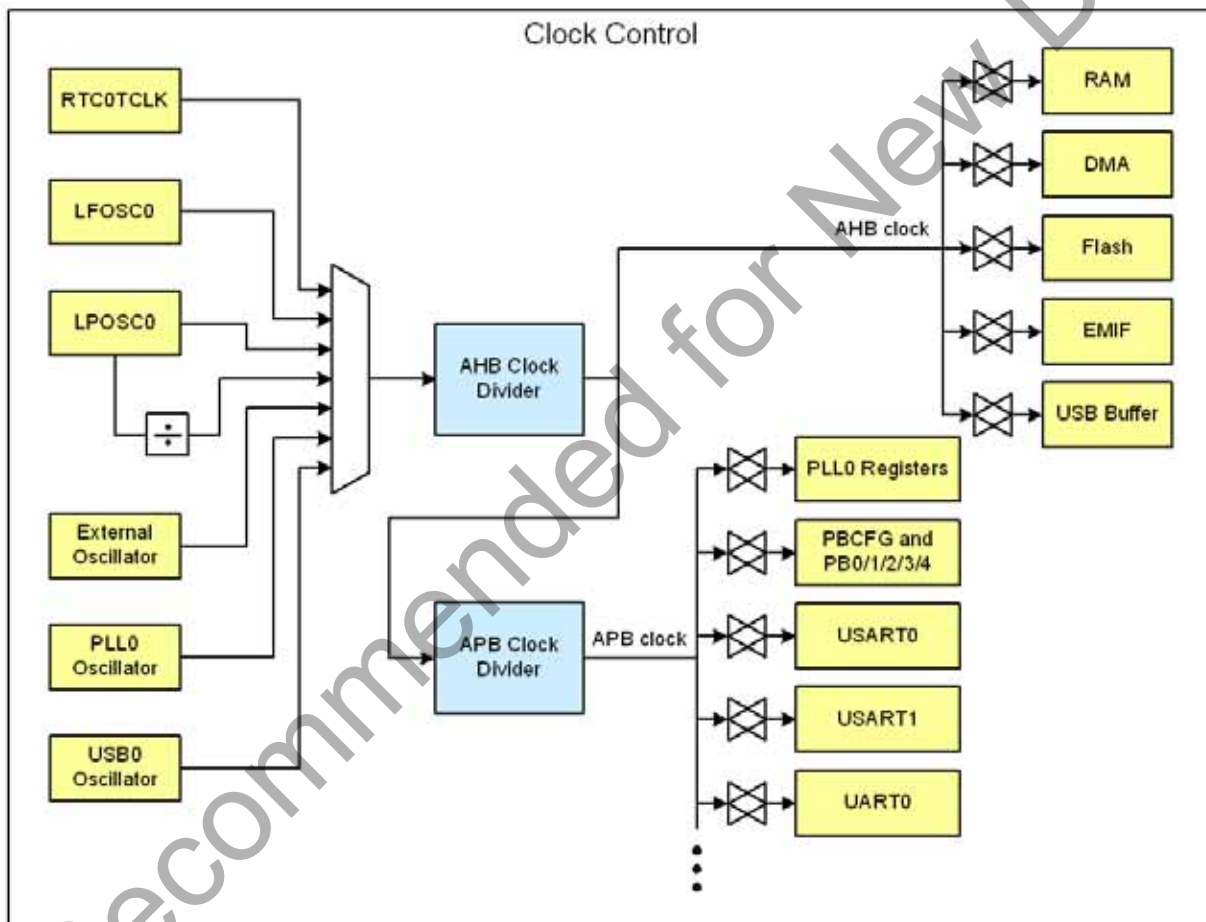 Clock Control
RTC0TCLK
LFOSC0
LPOSC0
÷
External
Oscillator
PLL0
Oscillator
USB0
Oscillator
AHB Clock
Divider
APB Clock
Divider
AHB clock
RAM
DMA
Flash
EMIF
USB Buffer
APB clock
PLL0 Registers
PBCFG and
PB0/1/2/3/4
USART0
USART1
UART0
ecommended for New D